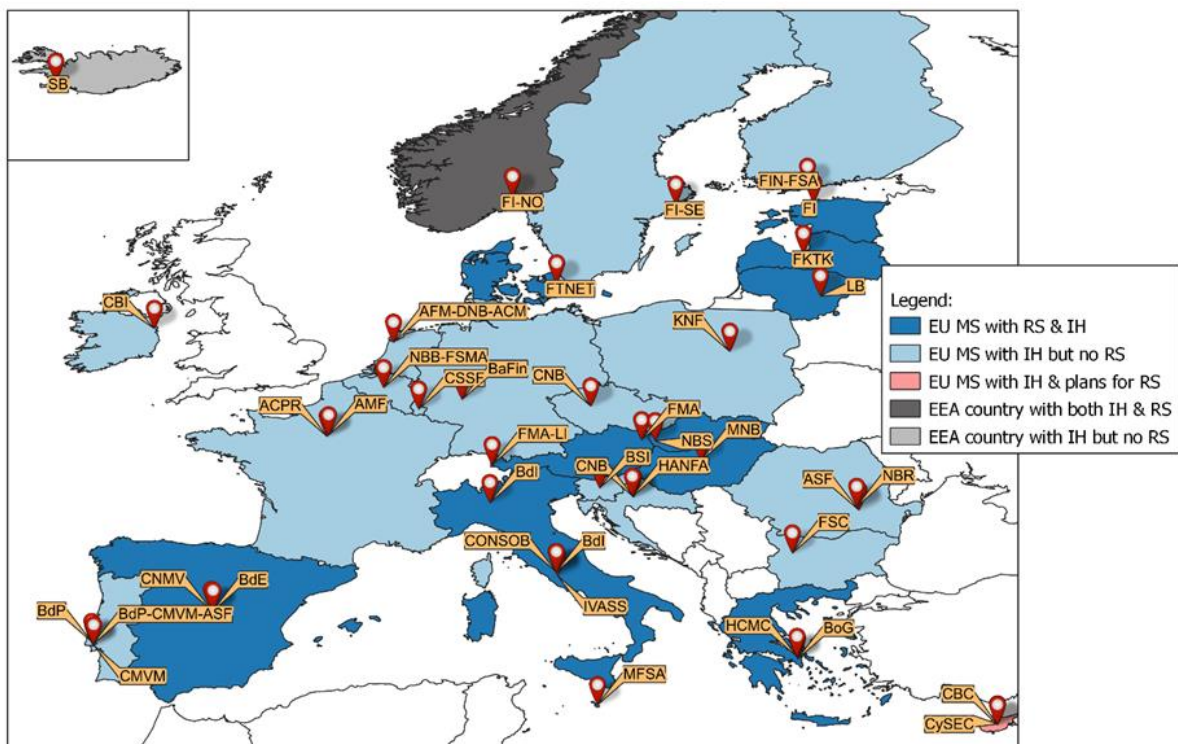 SB
FI-NO
FI-SE
FIN-FSA
FI
FKTK
LB
FTNET
CBI
AFM-DNB-ACM
KNF
NBB-FSMA
CSSF
BaFin
CNB
ACPR
AMF
FMA
FMA-LI
NBS
MNB
BdI
CNB
BSI
HANFA
ASF
NBR
FSC
CONSOB
BdI
IVASS
CNMV
BdE
BdP
BdP-CMVM-ASF
CMVM
HCMC
BoG
MFSA
CBC
CySEC
Legend:
EU MS with RS & IH
EU MS with IH but no RS
EU MS with IH & plans for RS
EEA country with both IH & RS
EEA country with IH but no RS